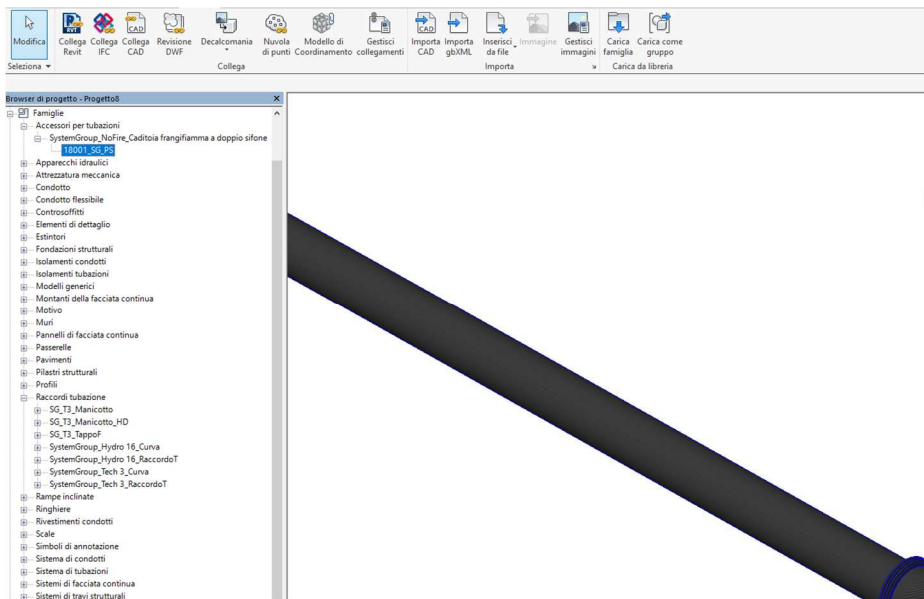 Modifica
Collega Revit
Collega IFC
Collega CAD
Revisione DWF
Decalcomania
Nuvola di punti
Modello di Coordinamento
Gestisci collegamenti
Importa CAD
Importa gbXML
Inserisci da file
Immagine
Gestisci immagini
Carica famiglia
Carica come gruppo
Seleziona
Collega
Importa
Carica da libreria
Browser di progetto - Progetto8
Famiglie
Accessori per tubazioni
SystemGroup_NoFire_Caditoia frangifiamma a doppio sifone
18001_SG_PS
Apparecchi idraulici
Attrezzatura meccanica
Condotto
Condotto flessibile
Controsoffitti
Elementi di dettaglio
Estintori
Fondazioni strutturali
Isolamenti condotti
Isolamenti tubazioni
Modelli generici
Montanti della facciata continua
Motivo
Muri
Pannelli di facciata continua
Passerelle
Pavimenti
Pilastri strutturali
Profili
Raccordi tubazione
SG_T3_Manicotto
SG_T3_Manicotto_HD
SG_T3_TappoF
SystemGroup_Hydro 16_Curva
SystemGroup_Hydro 16_RaccordoT
SystemGroup_Tech 3_Curva
SystemGroup_Tech 3_RaccordoT
Rampe inclinate
Ringhiere
Rivestimenti condotti
Scale
Simboli di annotazione
Sistema di condotti
Sistema di tubazioni
Sistemi di facciata continua
Sistemi di travi strutturali